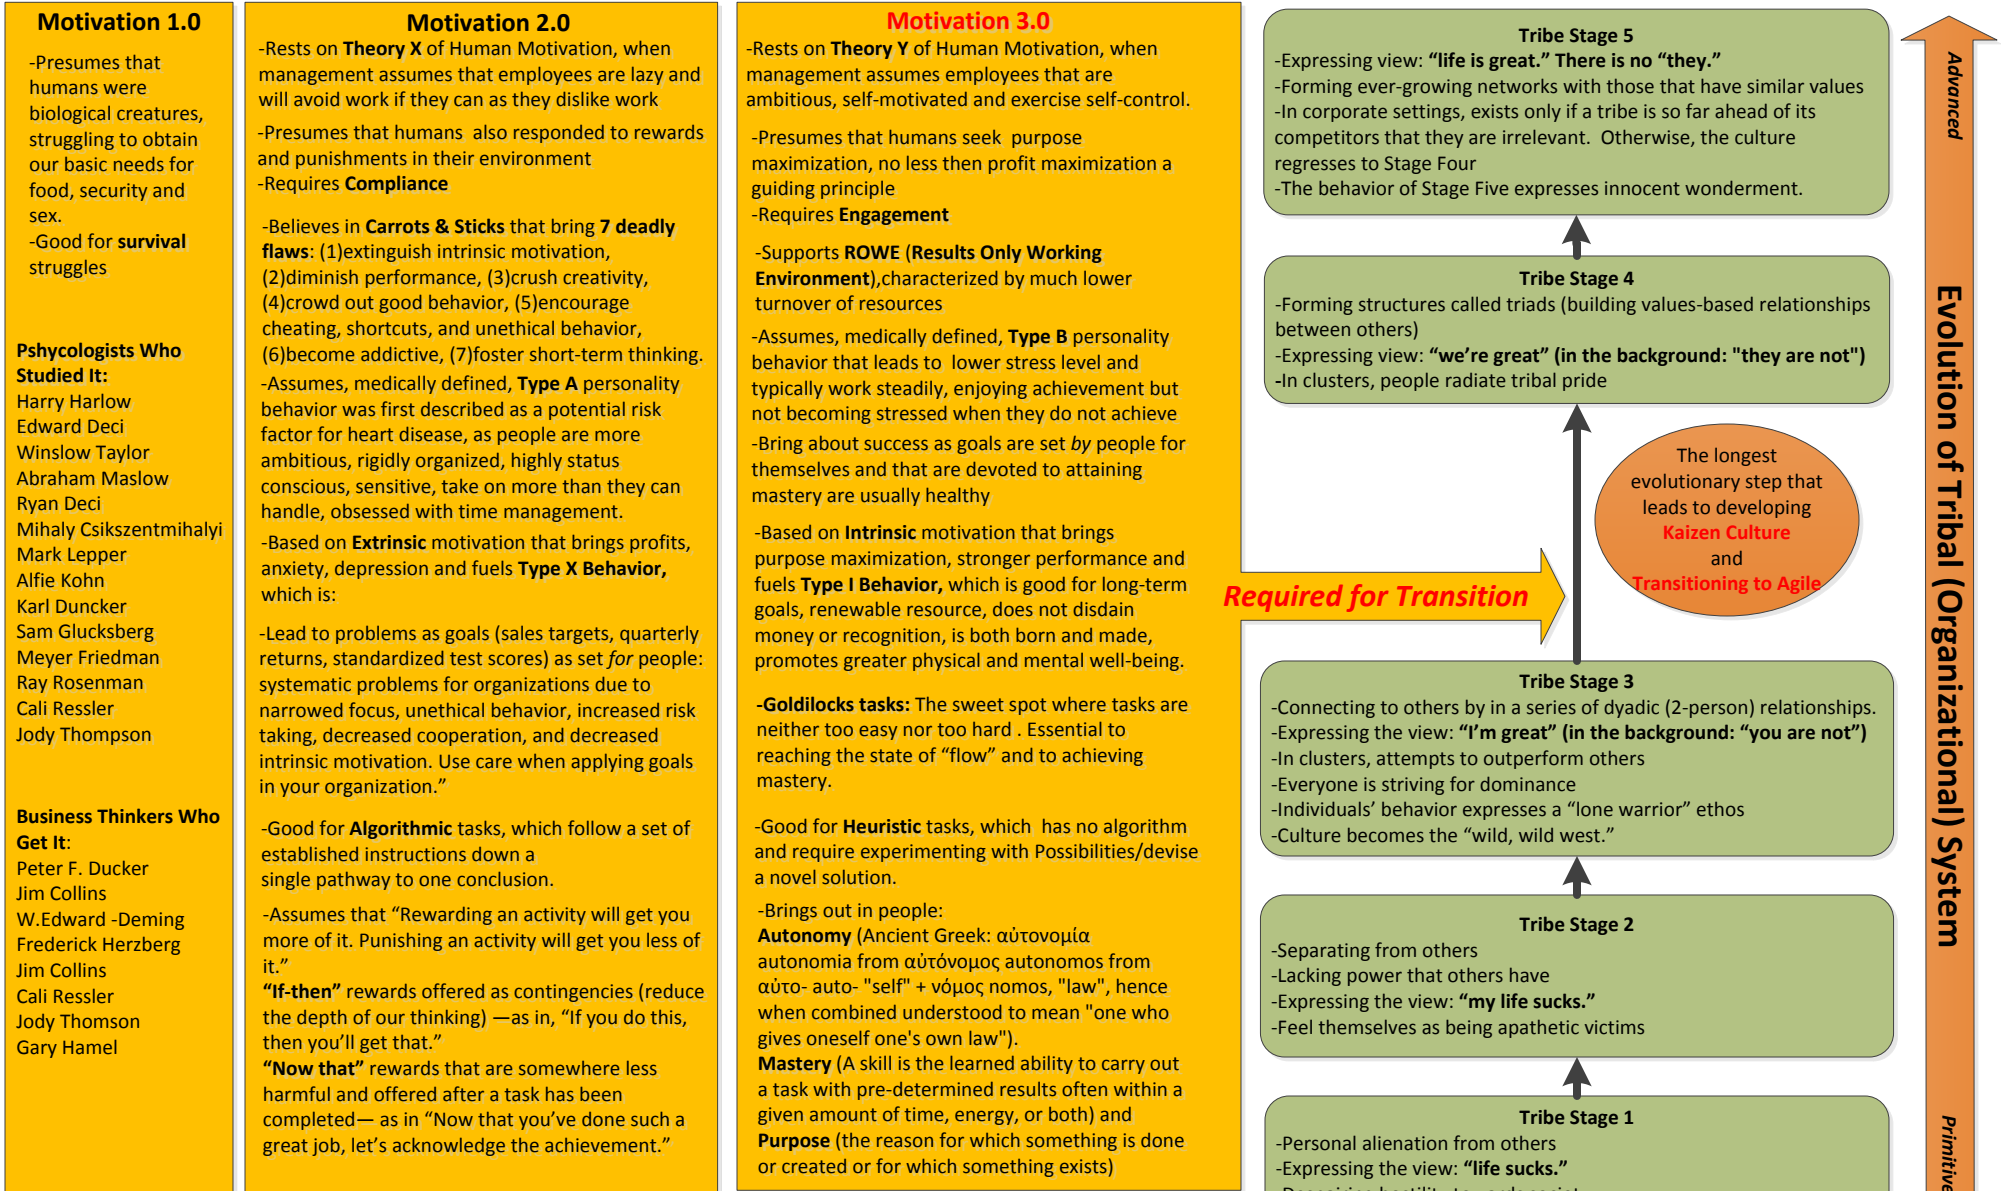 Motivation 1.0
-Presumes that
humans were
biological creatures,
struggling to obtain
our basic needs for
food, security and
sex.
-Good for survival
struggles
Pshycologists Who
Studied It:
Harry Harlow
Edward Deci
Winslow Taylor
Abraham Maslow
Ryan Deci
Mihaly Csikszentmihalyi
Mark Lepper
Alfie Kohn
Karl Duncker
Sam Glucksberg
Meyer Friedman
Ray Rosenman
Cali Ressler
Jody Thompson
Business Thinkers Who
Get It:
Peter F. Ducker
Jim Collins
W.Edward -Deming
Frederick Herzberg
Jim Collins
Cali Ressler
Jody Thomson
Gary Hamel
Motivation 2.0
-Rests on Theory X of Human Motivation, when
management assumes that employees are lazy and
will avoid work if they can as they dislike work
-Presumes that humans also responded to rewards
and punishments in their environment
-Requires Compliance
-Believes in Carrots & Sticks that bring 7 deadly
flaws: (1)extinguish intrinsic motivation,
(2)diminish performance, (3)crush creativity,
(4)crowd out good behavior, (5)encourage
cheating, shortcuts, and unethical behavior,
(6)become addictive, (7)foster short-term thinking.
-Assumes, medically defined, Type A personality
behavior was first described as a potential risk
factor for heart disease, as people are more
ambitious, rigidly organized, highly status
conscious, sensitive, take on more than they can
handle, obsessed with time management.
-Based on Extrinsic motivation that brings profits,
anxiety, depression and fuels Type X Behavior,
which is:
-Lead to problems as goals (sales targets, quarterly
returns, standardized test scores) as set for people:
systematic problems for organizations due to
narrowed focus, unethical behavior, increased risk
taking, decreased cooperation, and decreased
intrinsic motivation. Use care when applying goals
in your organization.”
-Good for Algorithmic tasks, which follow a set of
established instructions down a
single pathway to one conclusion.
-Assumes that “Rewarding an activity will get you
more of it. Punishing an activity will get you less of
it.”
“If-then” rewards offered as contingencies (reduce
the depth of our thinking) —as in, “If you do this,
then you’ll get that.”
“Now that” rewards that are somewhere less
harmful and offered after a task has been
completed— as in “Now that you’ve done such a
great job, let’s acknowledge the achievement.”
Motivation 3.0
-Rests on Theory Y of Human Motivation, when
management assumes employees that are
ambitious, self-motivated and exercise self-control.
-Presumes that humans seek purpose
maximization, no less then profit maximization a
guiding principle
-Requires Engagement
-Supports ROWE (Results Only Working
Environment),characterized by much lower
turnover of resources
-Assumes, medically defined, Type B personality
behavior that leads to lower stress level and
typically work steadily, enjoying achievement but
not becoming stressed when they do not achieve
-Bring about success as goals are set by people for
themselves and that are devoted to attaining
mastery are usually healthy
-Based on Intrinsic motivation that brings
purpose maximization, stronger performance and
fuels Type I Behavior, which is good for long-term
goals, renewable resource, does not disdain
money or recognition, is both born and made,
promotes greater physical and mental well-being.
-Goldilocks tasks: The sweet spot where tasks are
neither too easy nor too hard . Essential to
reaching the state of “flow” and to achieving
mastery.
-Good for Heuristic tasks, which has no algorithm
and require experimenting with Possibilities/devise
a novel solution.
-Brings out in people:
Autonomy (Ancient Greek: αὐτονομία
autonomia from αὐτόνομος autonomos from
αὐτο- auto- "self" + νόμος nomos, "law", hence
when combined understood to mean "one who
gives oneself one's own law").
Mastery (A skill is the learned ability to carry out
a task with pre-determined results often within a
given amount of time, energy, or both) and
Purpose (the reason for which something is done
or created or for which something exists)
Required for Transition
Tribe Stage 5
-Expressing view: “life is great.” There is no “they.”
-Forming ever-growing networks with those that have similar values
-In corporate settings, exists only if a tribe is so far ahead of its
competitors that they are irrelevant. Otherwise, the culture
regresses to Stage Four
-The behavior of Stage Five expresses innocent wonderment.
Tribe Stage 4
-Forming structures called triads (building values-based relationships
between others)
-Expressing view: “we’re great” (in the background: "they are not")
-In clusters, people radiate tribal pride
The longest
evolutionary step that
leads to developing
Kaizen Culture
and
Transitioning to Agile
Tribe Stage 3
-Connecting to others by in a series of dyadic (2-person) relationships.
-Expressing the view: “I’m great” (in the background: “you are not”)
-In clusters, attempts to outperform others
-Everyone is striving for dominance
-Individuals’ behavior expresses a “lone warrior” ethos
-Culture becomes the “wild, wild west.”
Tribe Stage 2
-Separating from others
-Lacking power that others have
-Expressing the view: “my life sucks.”
-Feel themselves as being apathetic victims
Tribe Stage 1
-Personal alienation from others
-Expressing the view: “life sucks.”
Advanced
Evolution of Tribal (Organizational) System
Primitive